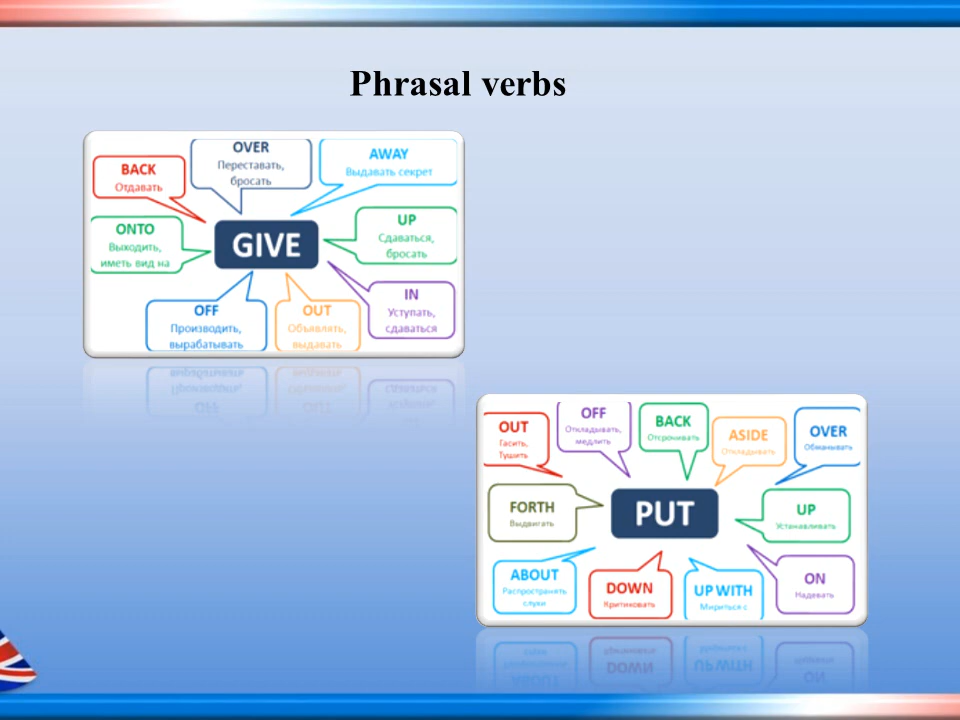 Phrasal verbs
OVER
Переставать,
бросать
AWAY
Выдавать секрет
BACK
Отдавать
ONTO
Выходить,
иметь вид на
GIVE
UP
Сдаваться,
бросать
OFF
Производить,
вырабатывать
OUT
Объявлять,
выдавать
IN
Уступать,
сдаваться
OUT
Гасить,
Тушить
OFF
Откладывать,
медлить
BACK
Отсрочивать
ASIDE
Откладывать
OVER
Обманывать
FORTH
Выдвигать
PUT
UP
Устанавливать
ABOUT
Распространять
слухи
DOWN
Критиковать
UP WITH
Мириться с
ON
Надевать